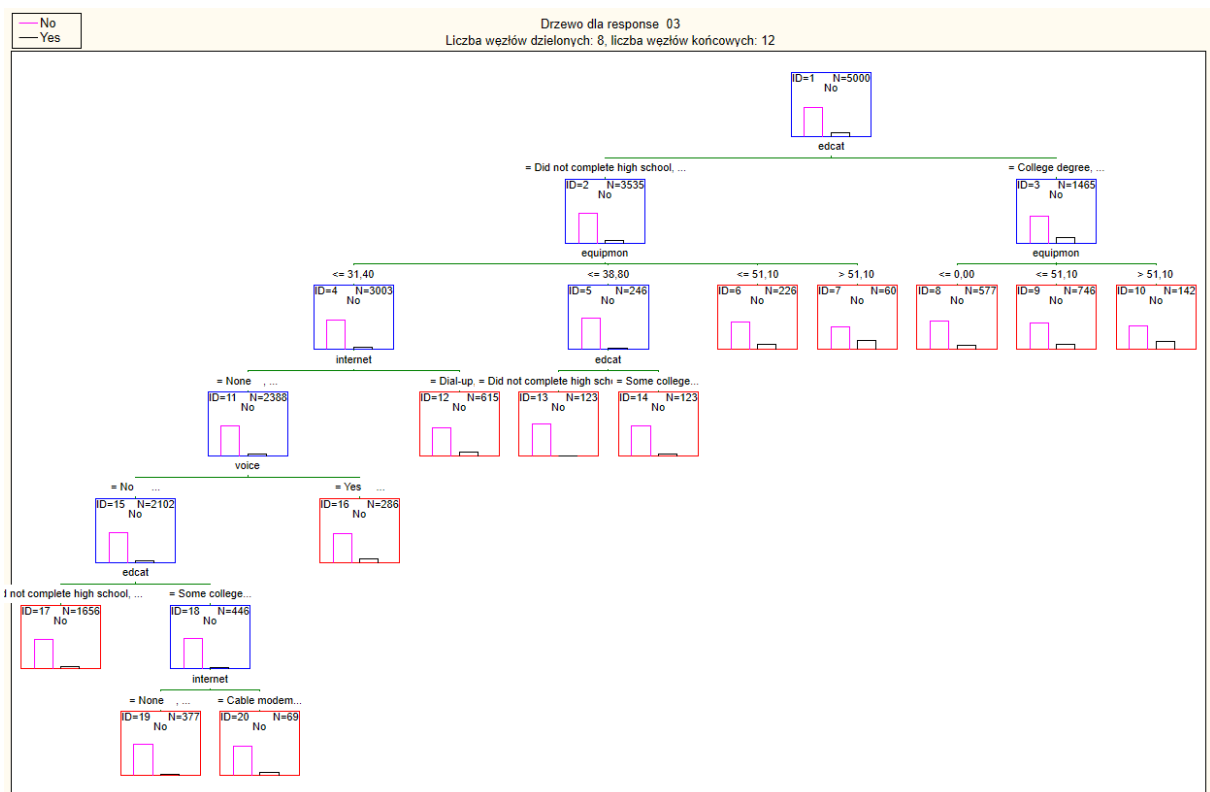 No
Yes
Drzewo dla response 03
Liczba węzłów dzielonych: 8, liczba węzłów końcowych: 12
ID=1 N=5000
No
edcat
= Did not complete high school, ...
= College degree, ...
ID=2 N=3535
No
ID=3 N=1465
No
equipmon
equipmon
<= 31,40
<= 38,80
<= 51,10
> 51,10
<= 0,00
<= 51,10
> 51,10
ID=4 N=3003
No
ID=5 N=246
No
ID=6 N=226
No
ID=7 N=60
No
ID=8 N=577
No
ID=9 N=746
No
ID=10 N=142
No
internet
edcat
= None , ...
= Dial-up,
= Did not complete high scho
= Some college...
ID=11 N=2388
No
ID=12 N=615
No
ID=13 N=123
No
ID=14 N=123
No
voice
= No ...
= Yes ...
ID=15 N=2102
No
ID=16 N=286
No
edcat
not complete high school, ...
= Some college...
ID=17 N=1656
No
ID=18 N=446
No
internet
= None , ...
= Cable modem...
ID=19 N=377
No
ID=20 N=69
No